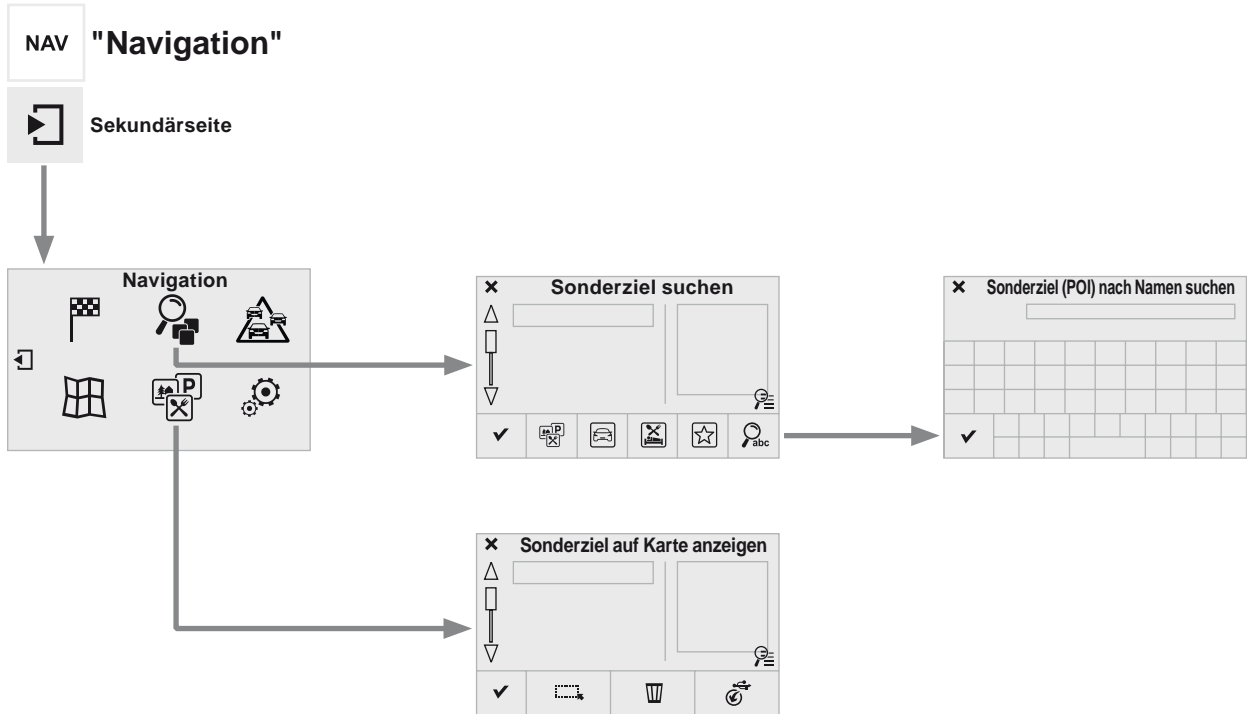 NAV "Navigation"
Sekundärseite
Navigation
P
Sonderziel suchen
P
abc
Sonderziel (POI) nach Namen suchen
Sonderziel auf Karte anzeigen